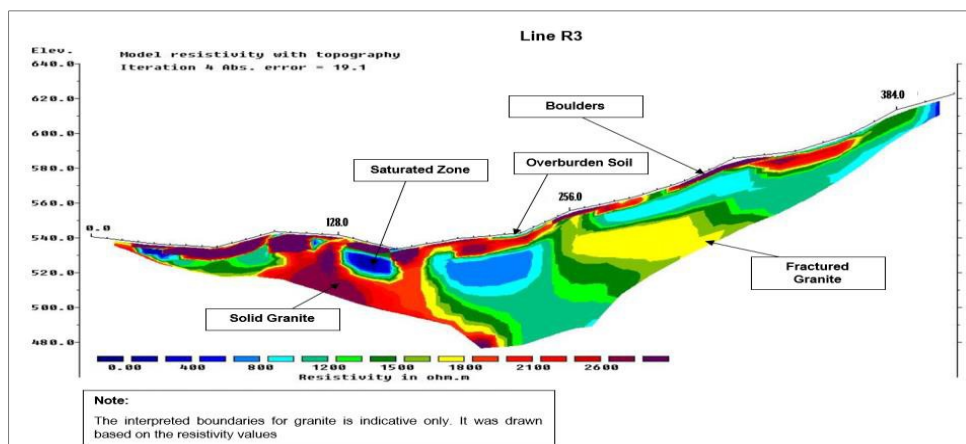 Line R3
Elev.
Model resistivity with topography
Iteration 4 Abs. error = 19.1
640.0
620.0
600.0
580.0
560.0
540.0
520.0
500.0
480.0
384.0
Boulders
Overburden Soil
Saturated Zone
256.0
128.0
0.0
Fractured
Granite
Solid Granite
0.00 400 800 1200 1600 1800 2100 2600
Resistivity in ohm.m
Note:
The interpreted boundaries for granite is indicative only. It was drawn
based on the resistivity values